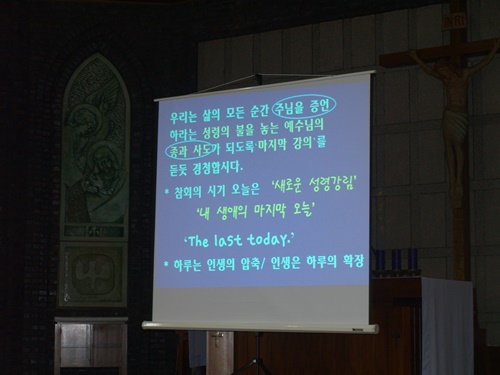 우리는 삶의 모든 순간 주님을 증언
하라는 성령의 불을 놓는 예수님의
종과 사도가 되도록 '마지막 강의'를
듣듯 경청합시다.
* 참회의 시기 오늘은 '새로운 성령강림'
'내 생애의 마지막 오늘'
'The last today.'
* 하루는 인생의 압축/ 인생은 하루의 확장